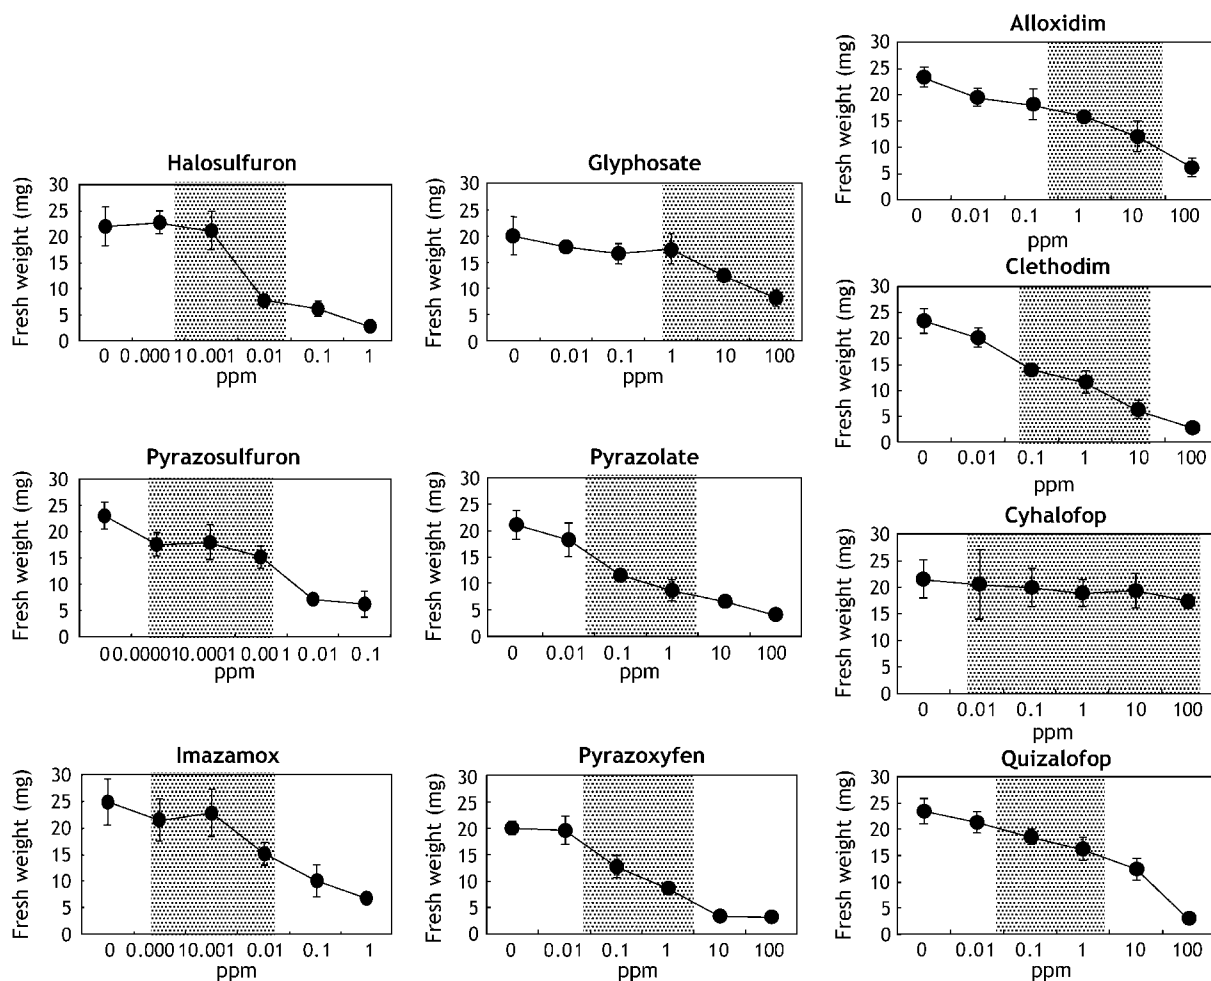 Halosulfuron
Fresh weight (mg)
30
25
20
15
10
5
0
0 0.0001 0.001 0.01 0.1 1
ppm
Pyrazosulfuron
Fresh weight (mg)
30
25
20
15
10
5
0
0 0.00001 0.0001 0.001 0.01 0.1
ppm
Imazamox
Fresh weight (mg)
30
25
20
15
10
5
0
0 0.000 10.001 0.01 0.1 1
ppm
Glyphosate
Fresh weight (mg)
30
25
20
15
10
5
0
0 0.01 0.1 1 10 100
ppm
Pyrazolate
Fresh weight (mg)
30
25
20
15
10
5
0
0 0.01 0.1 1 10 100
ppm
Pyrazoxyfen
Fresh weight (mg)
30
25
20
15
10
5
0
0 0.01 0.1 1 10 100
ppm
Alloxidim
Fresh weight (mg)
30
25
20
15
10
5
0
0 0.01 0.1 1 10 100
ppm
Clethodim
Fresh weight (mg)
30
25
20
15
10
5
0
0 0.01 0.1 1 10 100
ppm
Cyhalofop
Fresh weight (mg)
30
25
20
15
10
5
0
0 0.01 0.1 1 10 100
ppm
Quizalofop
Fresh weight (mg)
30
25
20
15
10
5
0
0 0.01 0.1 1 10 100
ppm